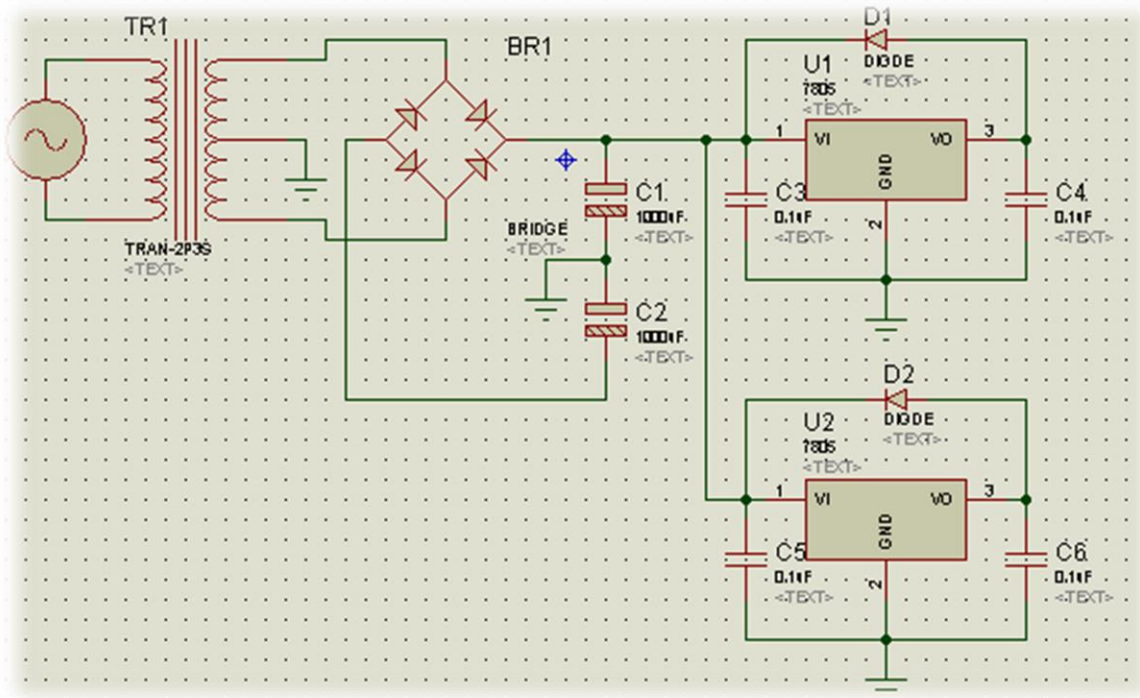 TR1
TRAN-2P3S
<TEXT>
BR1
BRIDGE
<TEXT>
C1
1000uF
<TEXT>
C2
1000uF
<TEXT>
D1
DIODE
<TEXT>
U1
7805
<TEXT>
1
VI
VO
3
GND
2
C3
0.1uF
<TEXT>
C4
0.1uF
<TEXT>
D2
DIODE
<TEXT>
U2
7805
<TEXT>
1
VI
VO
3
GND
2
C5
0.1uF
<TEXT>
C6
0.1uF
<TEXT>